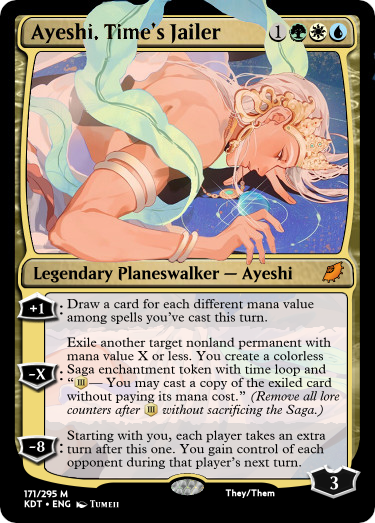 Ayeshi, Time's Jailer 1
Legendary Planeswalker — Ayeshi
+1: Draw a card for each different mana value
among spells you've cast this turn.
Exile another target nonland permanent with
mana value X or less. You create a colorless
-X: Saga enchantment token with time loop and
"III— You may cast a copy of the exiled card
without paying its mana cost." (Remove all lore
counters after III without sacrificing the Saga.)
Starting with you, each player takes an extra
-8: turn after this one. You gain control of each
opponent during that player's next turn.
3
171/295 M
They/Them
KDT • ENG TUMEII